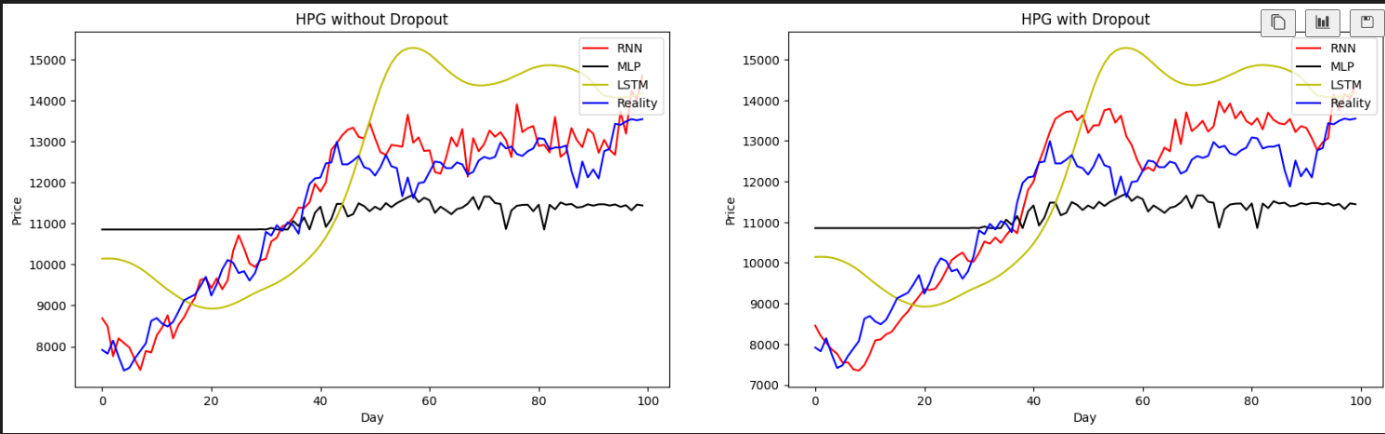 HPG without Dropout
Price
15000
14000
13000
12000
11000
10000
9000
8000
0 20 40 60 80 100
Day
RNN
MLP
LSTM
Reality
HPG with Dropout
Price
15000
14000
13000
12000
11000
10000
9000
8000
7000
0 20 40 60 80 100
Day
RNN
MLP
LSTM
Reality